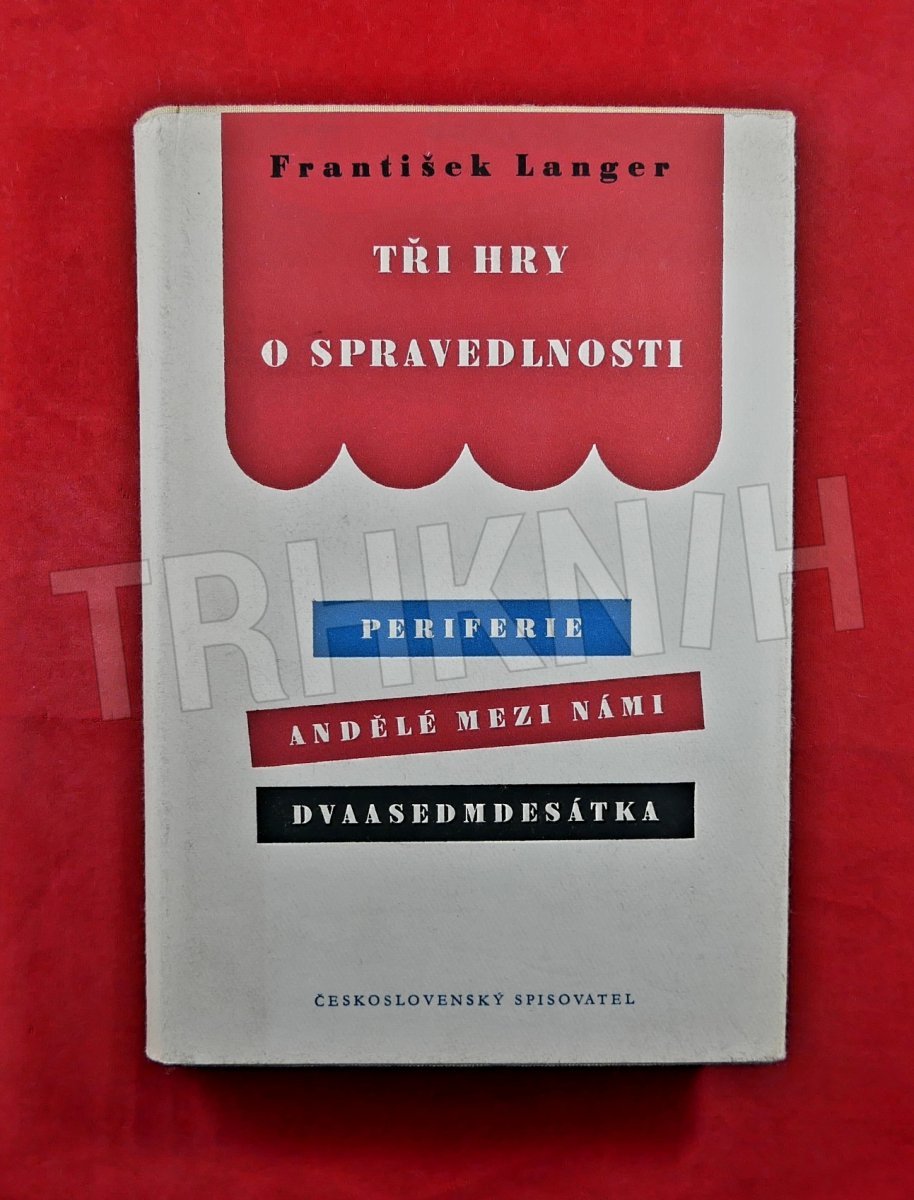 František Langer
TŘI HRY
O SPRAVEDLNOSTI
TRHKNIH
PERIFERIE
ANDĚLÉ MEZI NÁMI
DVAASEDMDESÁTKA
ČESKOSLOVENSKÝ SPISOVATEL